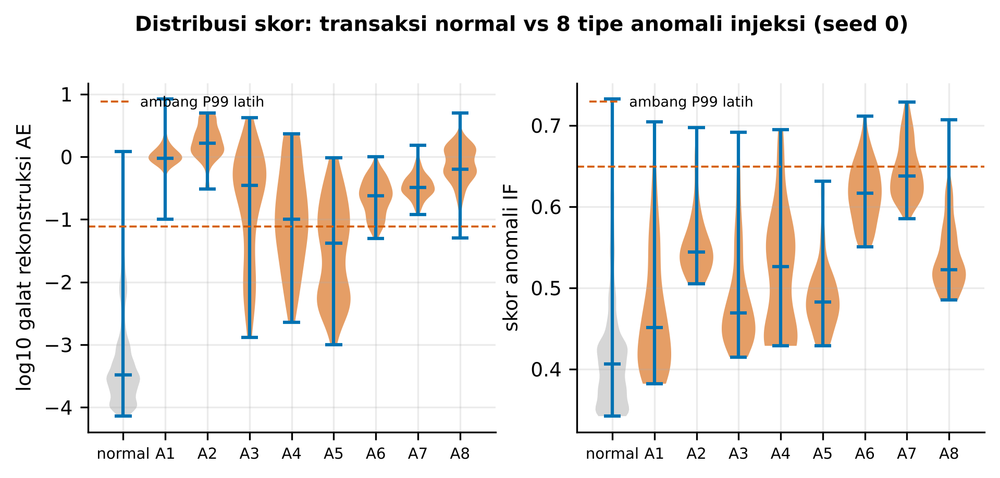 Distribusi skor: transaksi normal vs 8 tipe anomali injeksi (seed 0)
log10 galat rekonstruksi AE
1
0
−1
−2
−3
−4
ambang P99 latih
normal A1 A2 A3 A4 A5 A6 A7 A8
skor anomali IF
0.7
0.6
0.5
0.4
ambang P99 latih
normal A1 A2 A3 A4 A5 A6 A7 A8